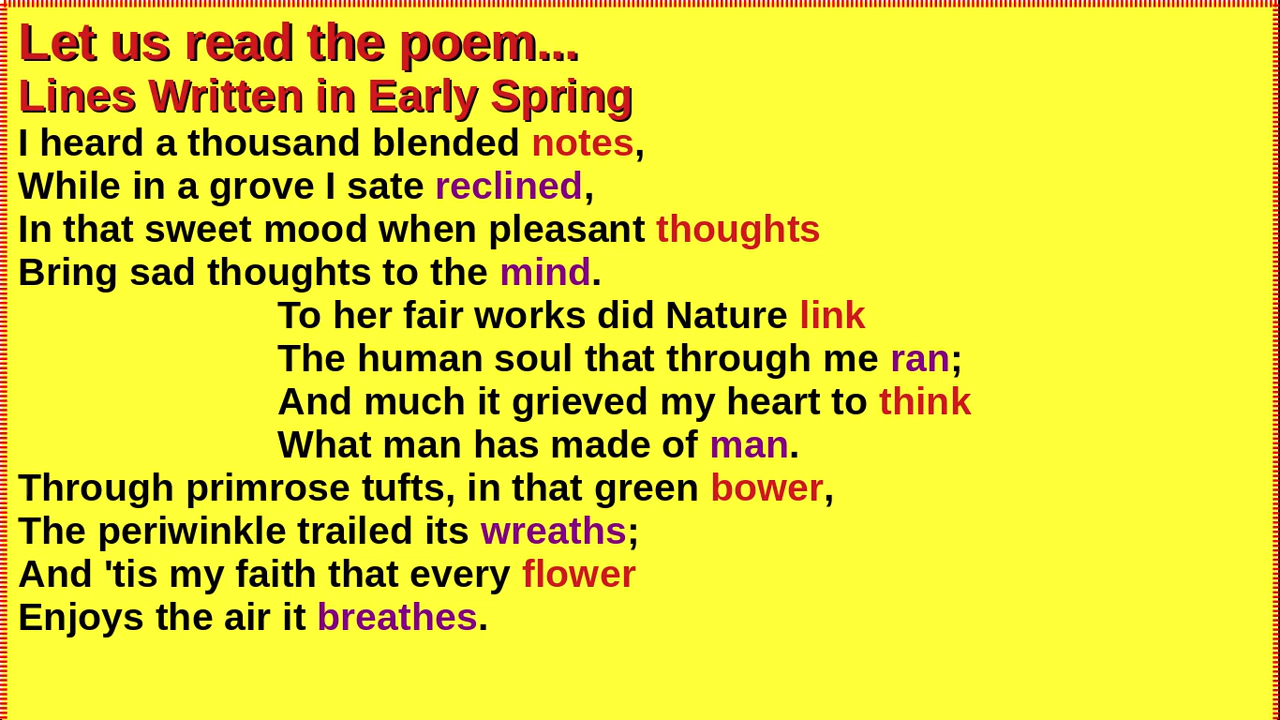 Let us read the poem...
Lines Written in Early Spring
I heard a thousand blended notes,
While in a grove I sate reclined,
In that sweet mood when pleasant thoughts
Bring sad thoughts to the mind.
To her fair works did Nature link
The human soul that through me ran;
And much it grieved my heart to think
What man has made of man.
Through primrose tufts, in that green bower,
The periwinkle trailed its wreaths;
And 'tis my faith that every flower
Enjoys the air it breathes.